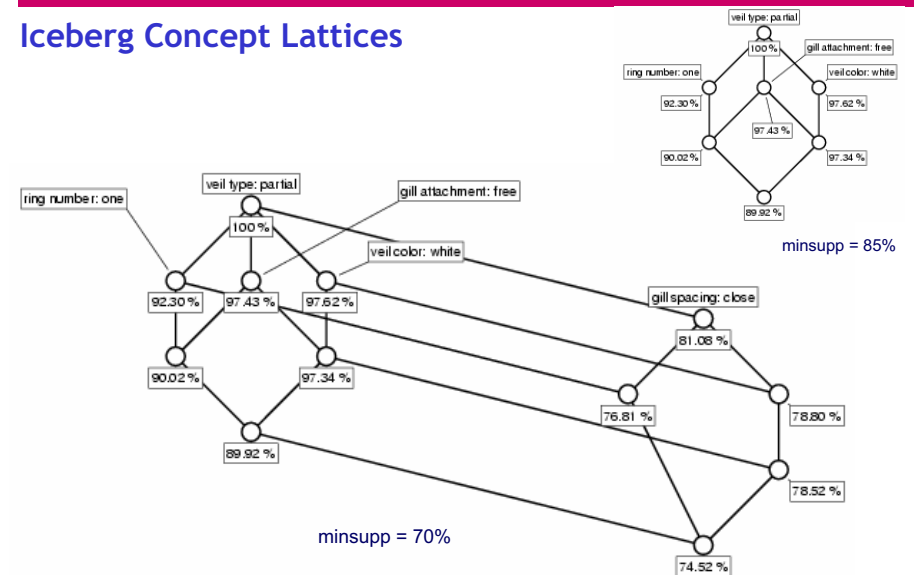 Iceberg Concept Lattices
veil type: partial
100 %
gill attachment: free
ring number: one
veil color: white
92.30 %
97.62 %
97.43 %
90.02 %
97.34 %
89.92 %
minsupp = 85%
veil type: partial
ring number: one
gill attachment: free
100 %
veil color: white
gill spacing: close
92.30 %
97.43 %
97.62 %
81.08 %
90.02 %
97.34 %
76.81 %
78.80 %
89.92 %
78.52 %
minsupp = 70%
74.52 %